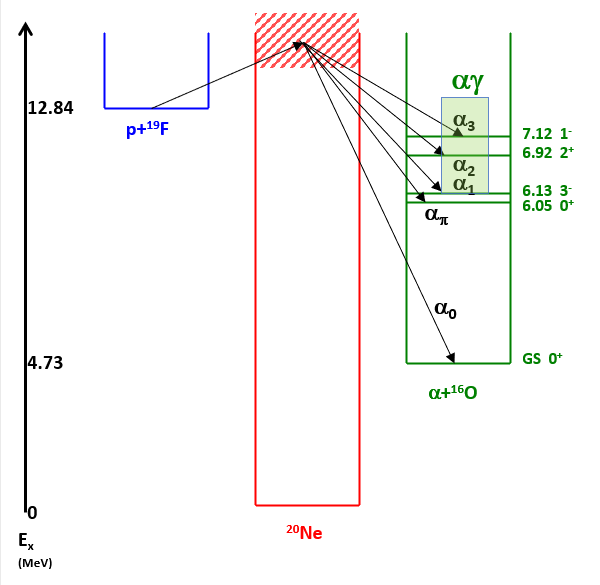 αγ
12.84
α₃
p+¹⁹F
7.12 1⁻
6.92 2⁺
α₂
α₁
6.13 3⁻
6.05 0⁺
απ
α₀
4.73
GS 0⁺
α+¹⁶O
0
²⁰Ne
Eₓ
(MeV)